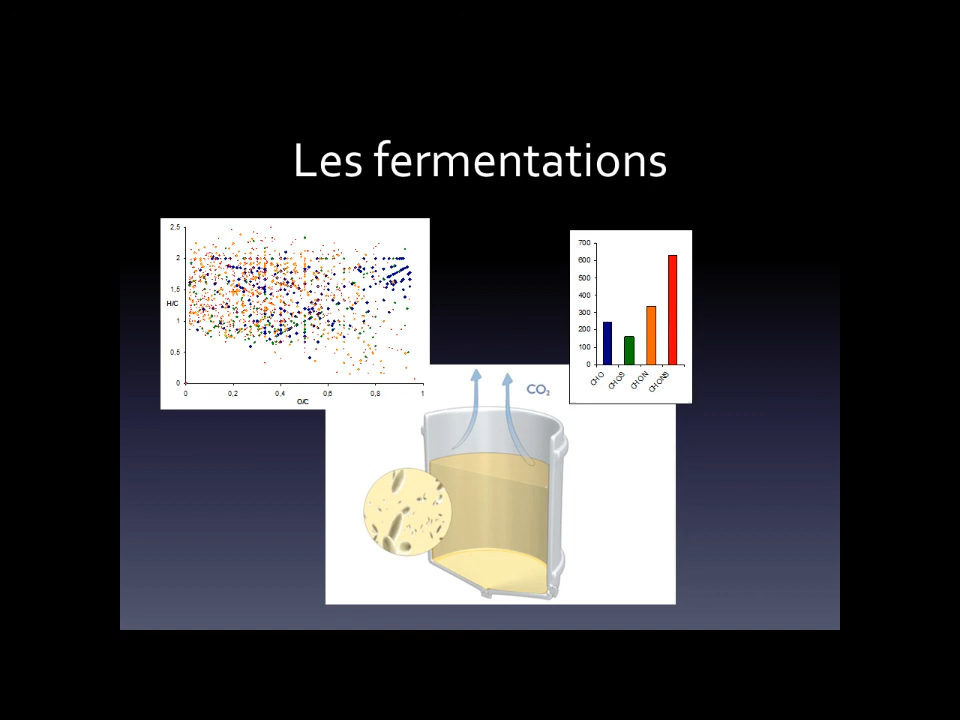 Les fermentations
2,5
2
1,5
H/C
1
0,5
0
0
0,2
0,4
0,6
0,8
1
O/C
700
600
500
400
300
200
100
0
CHO
CHOS
CHON
CHONS
CO₂